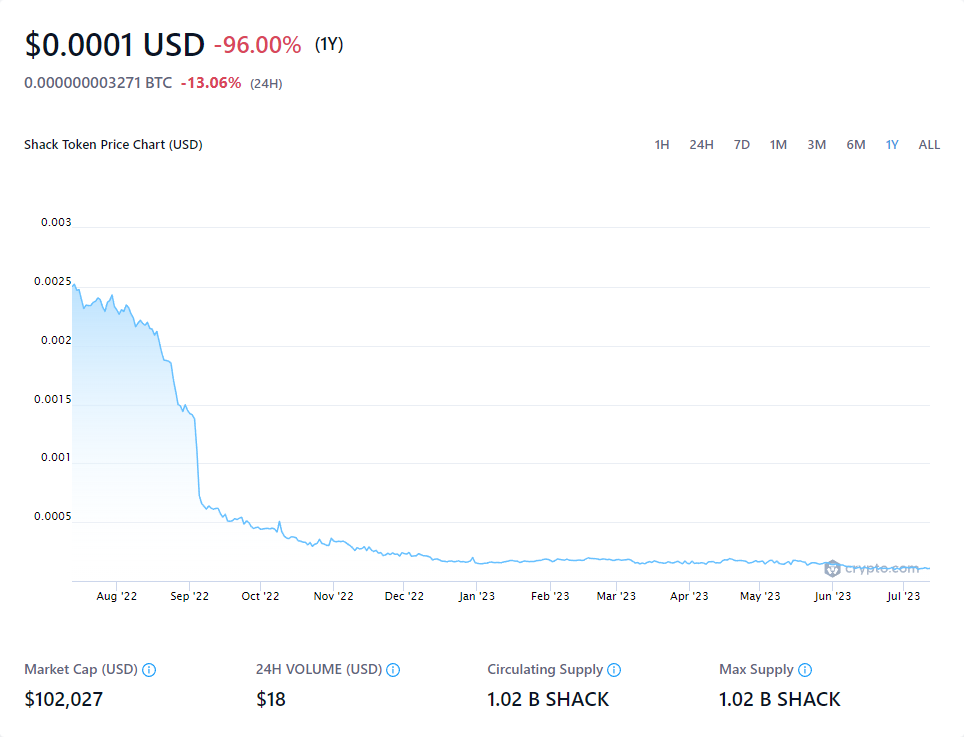 $0.0001 USD -96.00% (1Y)
0.000000003271 BTC -13.06% (24H)
Shack Token Price Chart (USD) 1H 24H 7D 1M 3M 6M 1Y ALL
0.003
0.0025
0.002
0.0015
0.001
0.0005
crypto.com
Aug '22 Sep '22 Oct '22 Nov '22 Dec '22 Jan '23 Feb '23 Mar '23 Apr '23 May '23 Jun '23 Jul '23
Market Cap (USD) 24H VOLUME (USD) Circulating Supply Max Supply
$102,027 $18 1.02 B SHACK 1.02 B SHACK